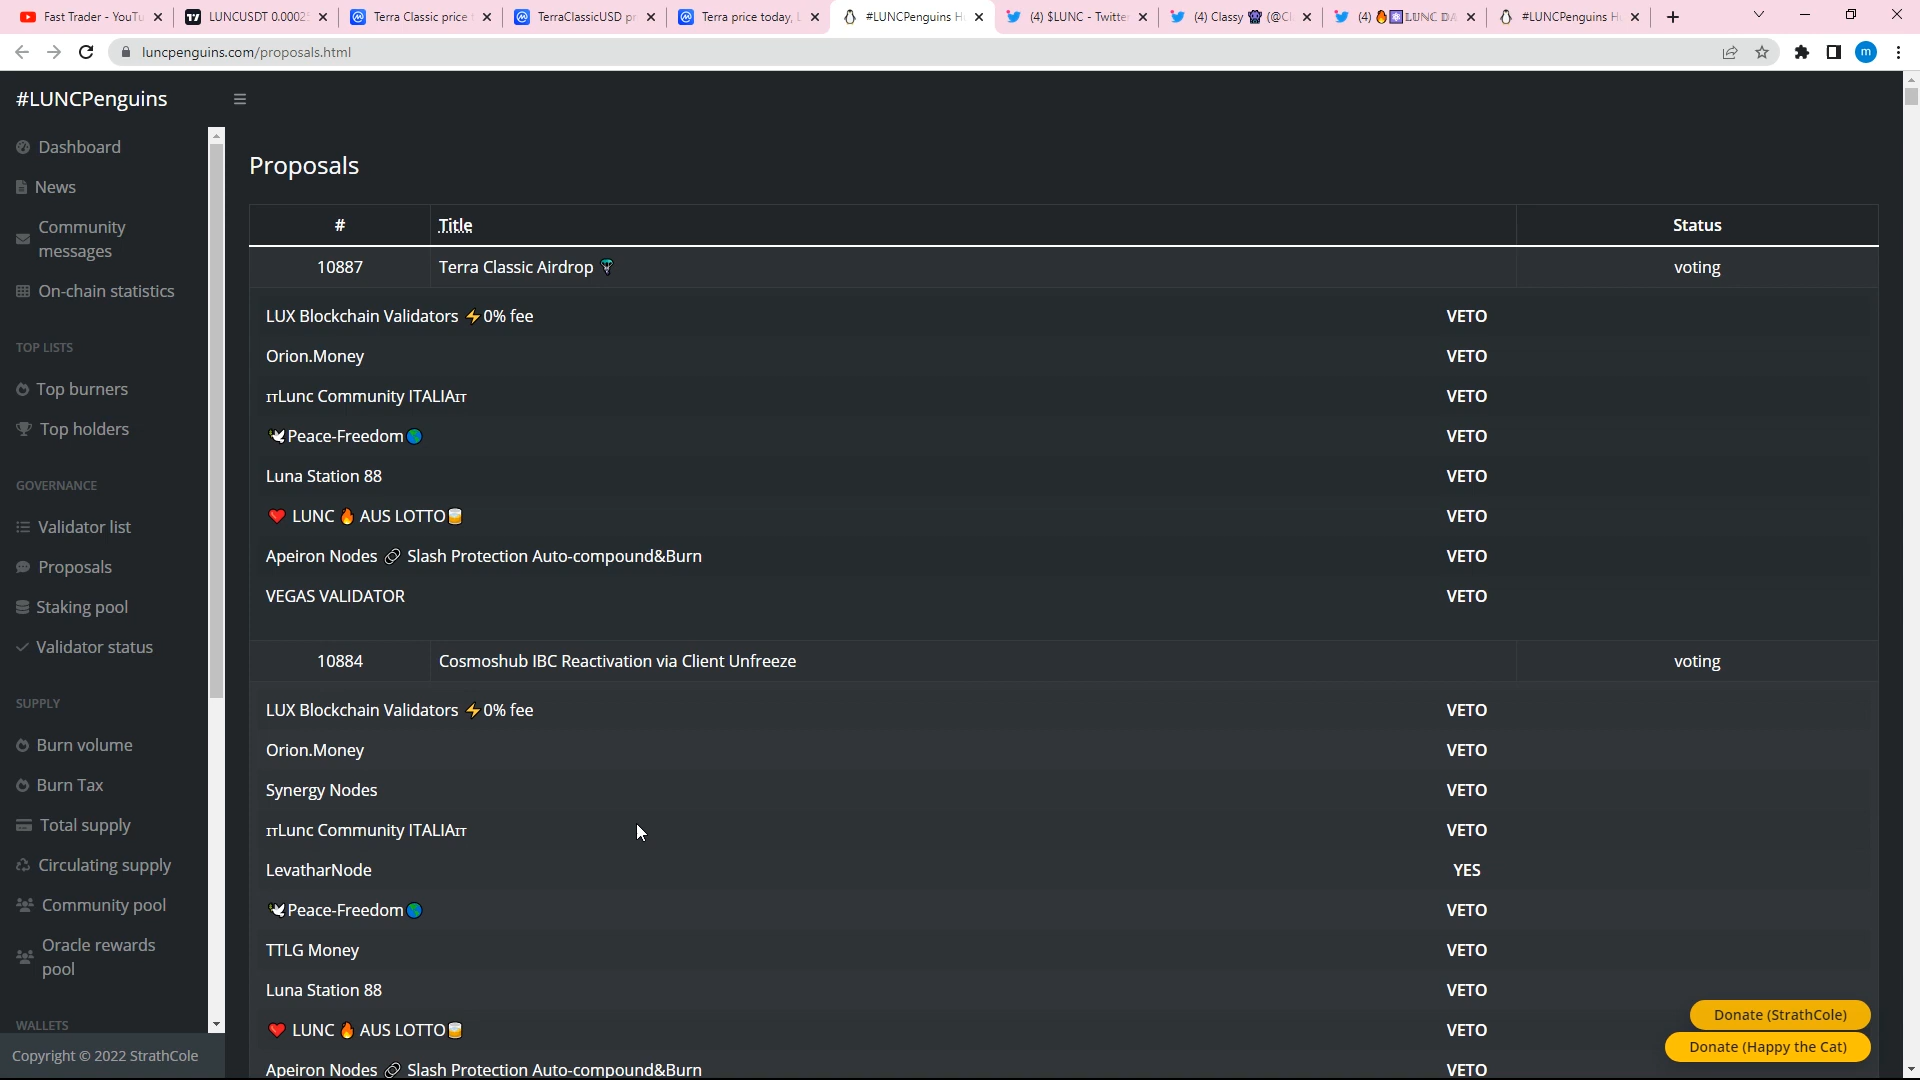 Fast Trader - YouTu
LUNCUSDT 0.0002
Terra Classic price
TerraClassicUSD pr
Terra price today, L
#LUNCPenguins H
(4) $LUNC - Twitter
(4) Classy 👾 (@Cl
(4) 🔥⚛️𝕃𝕌ℕℂ 𝔻𝔸
#LUNCPenguins H
luncpenguins.com/proposals.html
m
#LUNCPenguins
Dashboard
News
Community
messages
On-chain statistics
TOP LISTS
Top burners
Top holders
GOVERNANCE
Validator list
Proposals
Staking pool
Validator status
SUPPLY
Burn volume
Burn Tax
Total supply
Circulating supply
Community pool
Oracle rewards
pool
WALLETS
Copyright © 2022 StrathCole
Proposals
# Title Status
10887 Terra Classic Airdrop 🪂 voting
LUX Blockchain Validators ⚡0% fee VETO
Orion.Money VETO
🇮🇹Lunc Community ITALIA🇮🇹 VETO
🕊Peace-Freedom🌎 VETO
Luna Station 88 VETO
❤️ LUNC 🔥 AUS LOTTO🥃 VETO
Apeiron Nodes 🔗 Slash Protection Auto-compound&Burn VETO
VEGAS VALIDATOR VETO
10884 Cosmoshub IBC Reactivation via Client Unfreeze voting
LUX Blockchain Validators ⚡0% fee VETO
Orion.Money VETO
Synergy Nodes VETO
🇮🇹Lunc Community ITALIA🇮🇹 VETO
LevatharNode YES
🕊Peace-Freedom🌎 VETO
TTLG Money VETO
Luna Station 88 VETO
❤️ LUNC 🔥 AUS LOTTO🥃 VETO
Apeiron Nodes 🔗 Slash Protection Auto-compound&Burn VETO
Donate (StrathCole)
Donate (Happy the Cat)